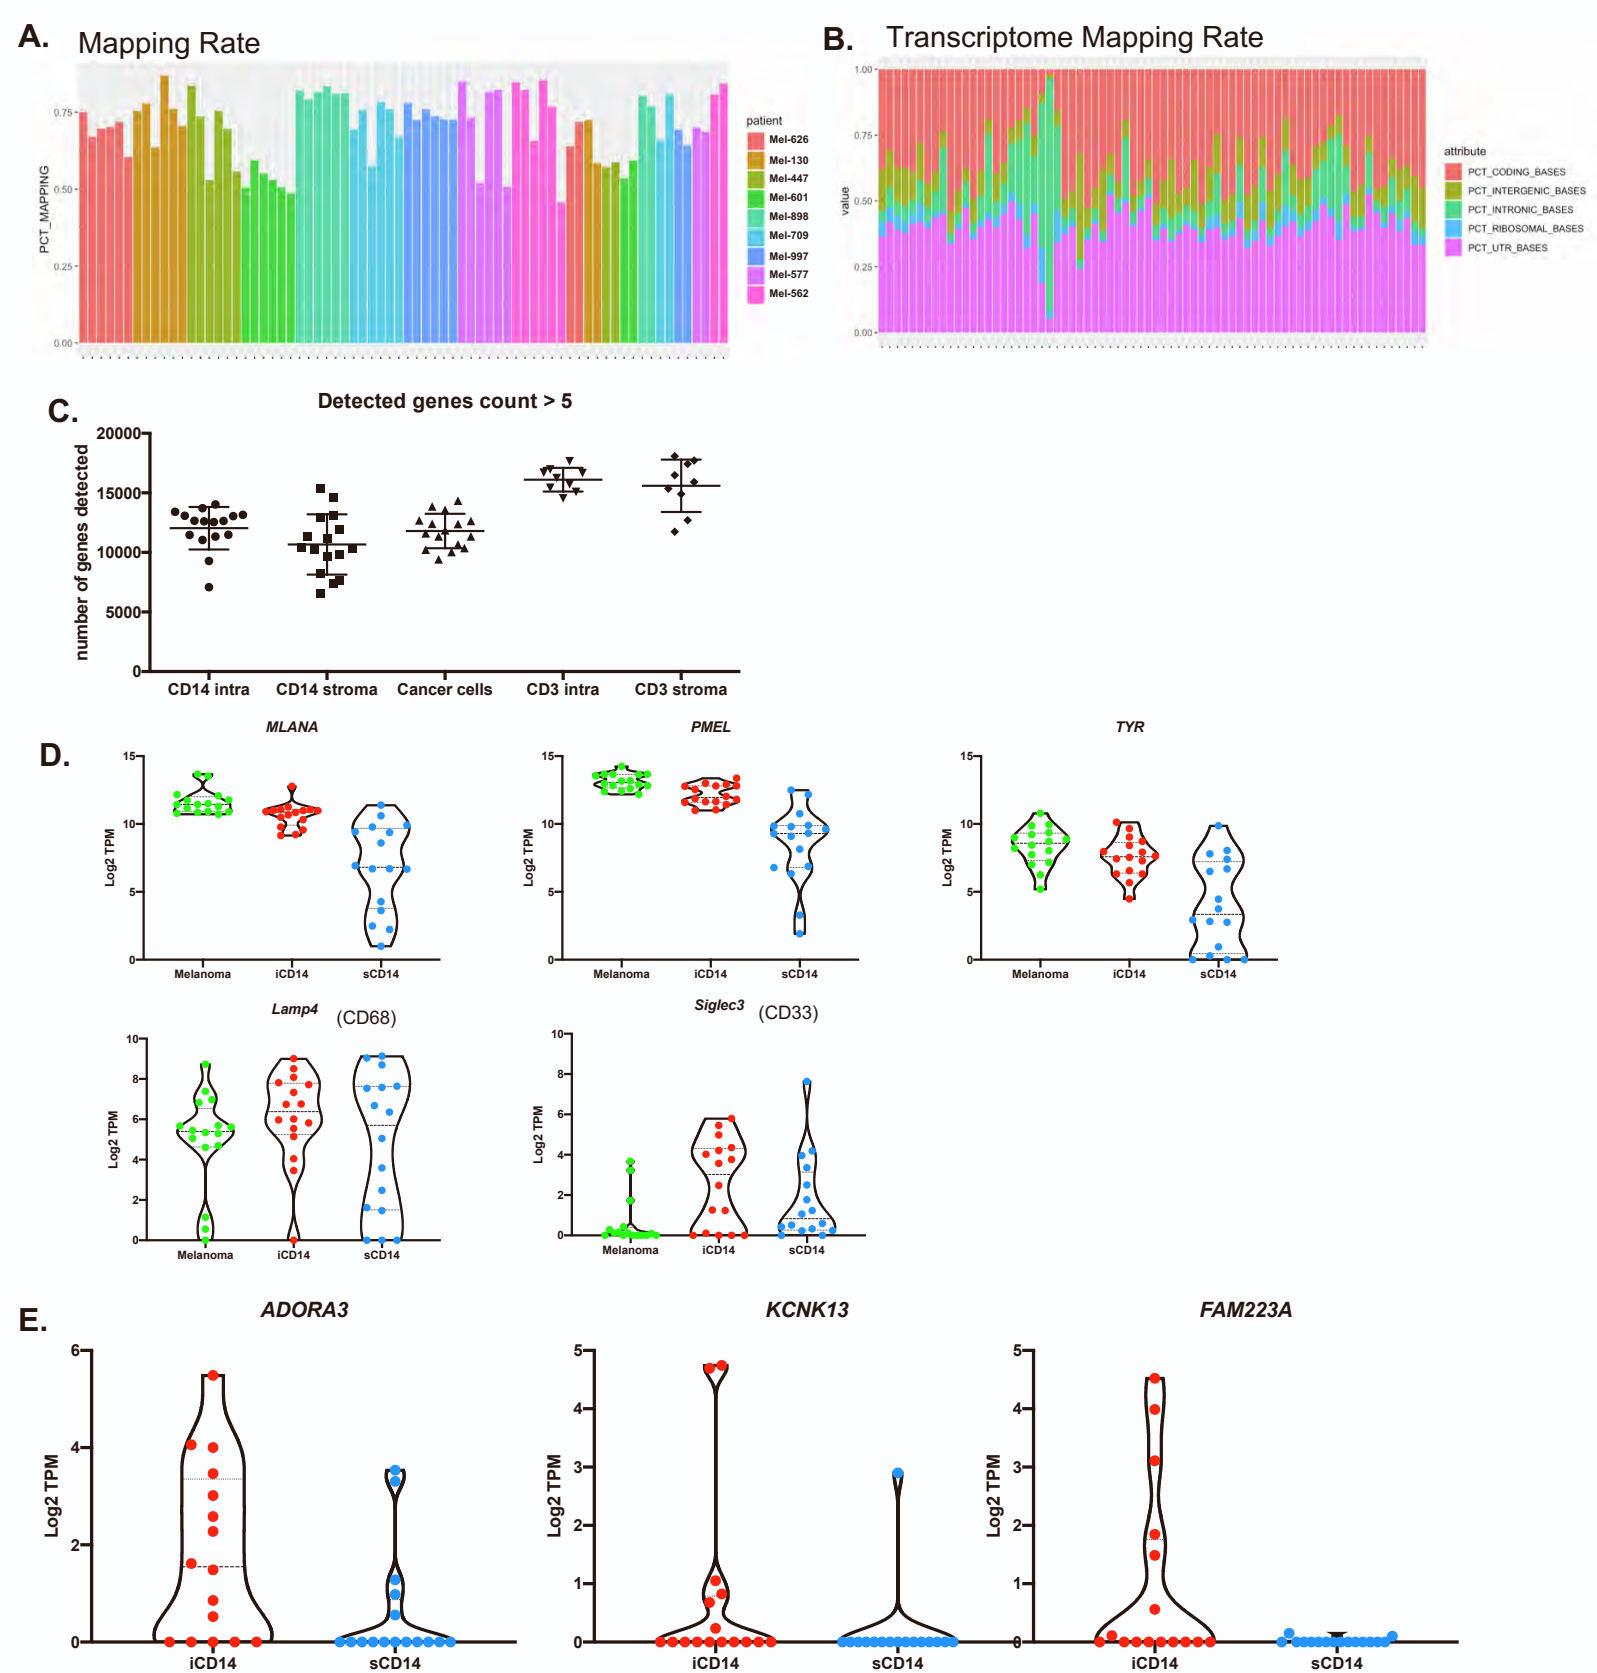 A.
Mapping Rate
PCT_MAPPING
0.75
0.50
0.25
0.00
patient
Mel-626
Mel-130
Mel-447
Mel-601
Mel-898
Mel-709
Mel-997
Mel-577
Mel-562
B.
Transcriptome Mapping Rate
value
1.00
0.75
0.50
0.25
0.00
attribute
PCT_CODING_BASES
PCT_INTERGENIC_BASES
PCT_INTRONIC_BASES
PCT_RIBOSOMAL_BASES
PCT_UTR_BASES
C.
Detected genes count > 5
number of genes detected
20000
15000
10000
5000
0
CD14 intra
CD14 stroma
Cancer cells
CD3 intra
CD3 stroma
D.
MLANA
Log2 TPM
15
10
5
0
Melanoma
iCD14
sCD14
PMEL
Log2 TPM
15
10
5
0
Melanoma
iCD14
sCD14
TYR
Log2 TPM
15
10
5
0
Melanoma
iCD14
sCD14
Lamp4 (CD68)
Log2 TPM
10
8
6
4
2
0
Melanoma
iCD14
sCD14
Siglec3 (CD33)
Log2 TPM
10
8
6
4
2
0
Melanoma
iCD14
sCD14
E.
ADORA3
Log2 TPM
6
4
2
0
iCD14
sCD14
KCNK13
Log2 TPM
5
4
3
2
1
0
iCD14
sCD14
FAM223A
Log2 TPM
5
4
3
2
1
0
iCD14
sCD14